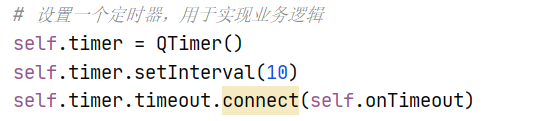 # 设置一个定时器，用于实现业务逻辑
self.timer = QTimer()
self.timer.setInterval(10)
self.timer.timeout.connect(self.onTimeout)